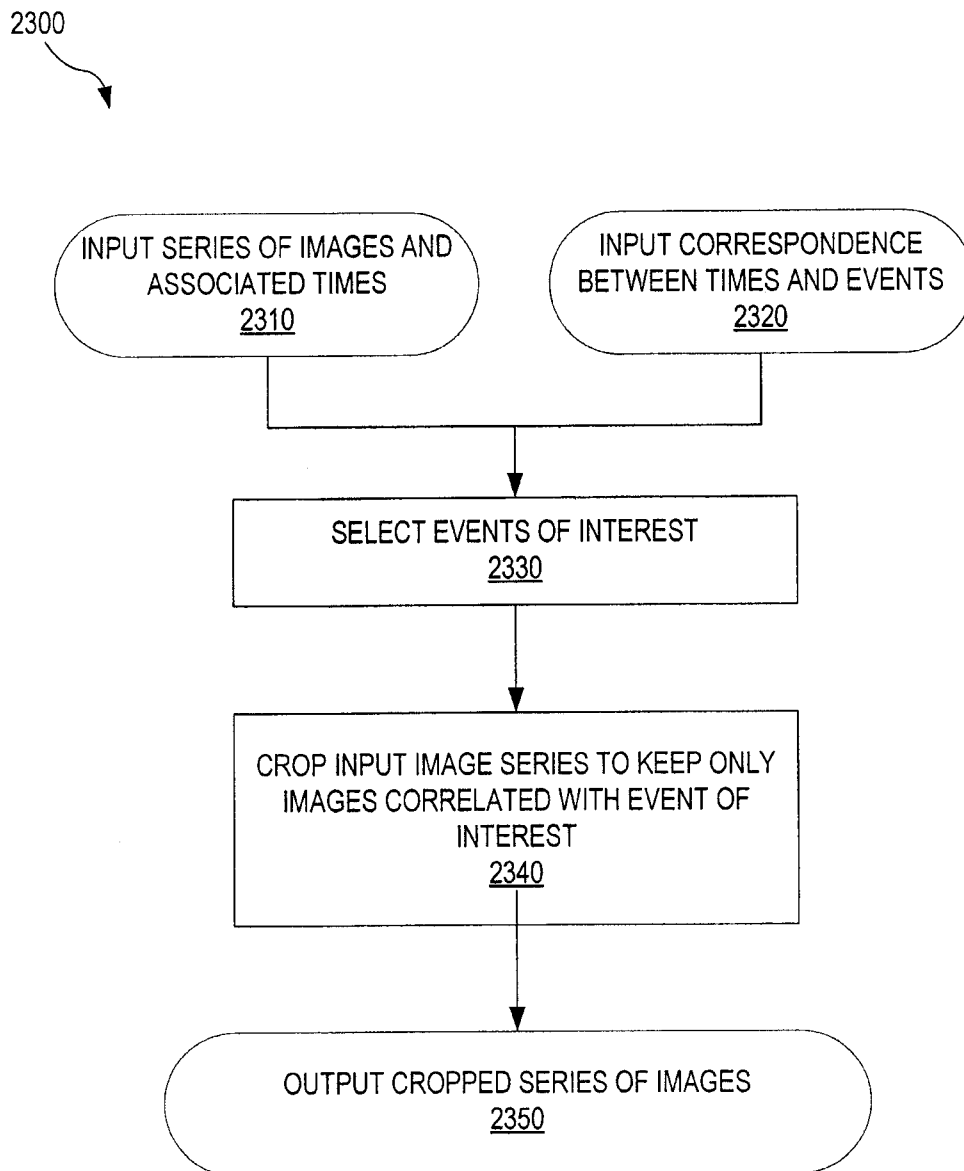 2300
INPUT SERIES OF IMAGES AND
ASSOCIATED TIMES
2310
INPUT CORRESPONDENCE
BETWEEN TIMES AND EVENTS
2320
SELECT EVENTS OF INTEREST
2330
CROP INPUT IMAGE SERIES TO KEEP ONLY
IMAGES CORRELATED WITH EVENT OF
INTEREST
2340
OUTPUT CROPPED SERIES OF IMAGES
2350